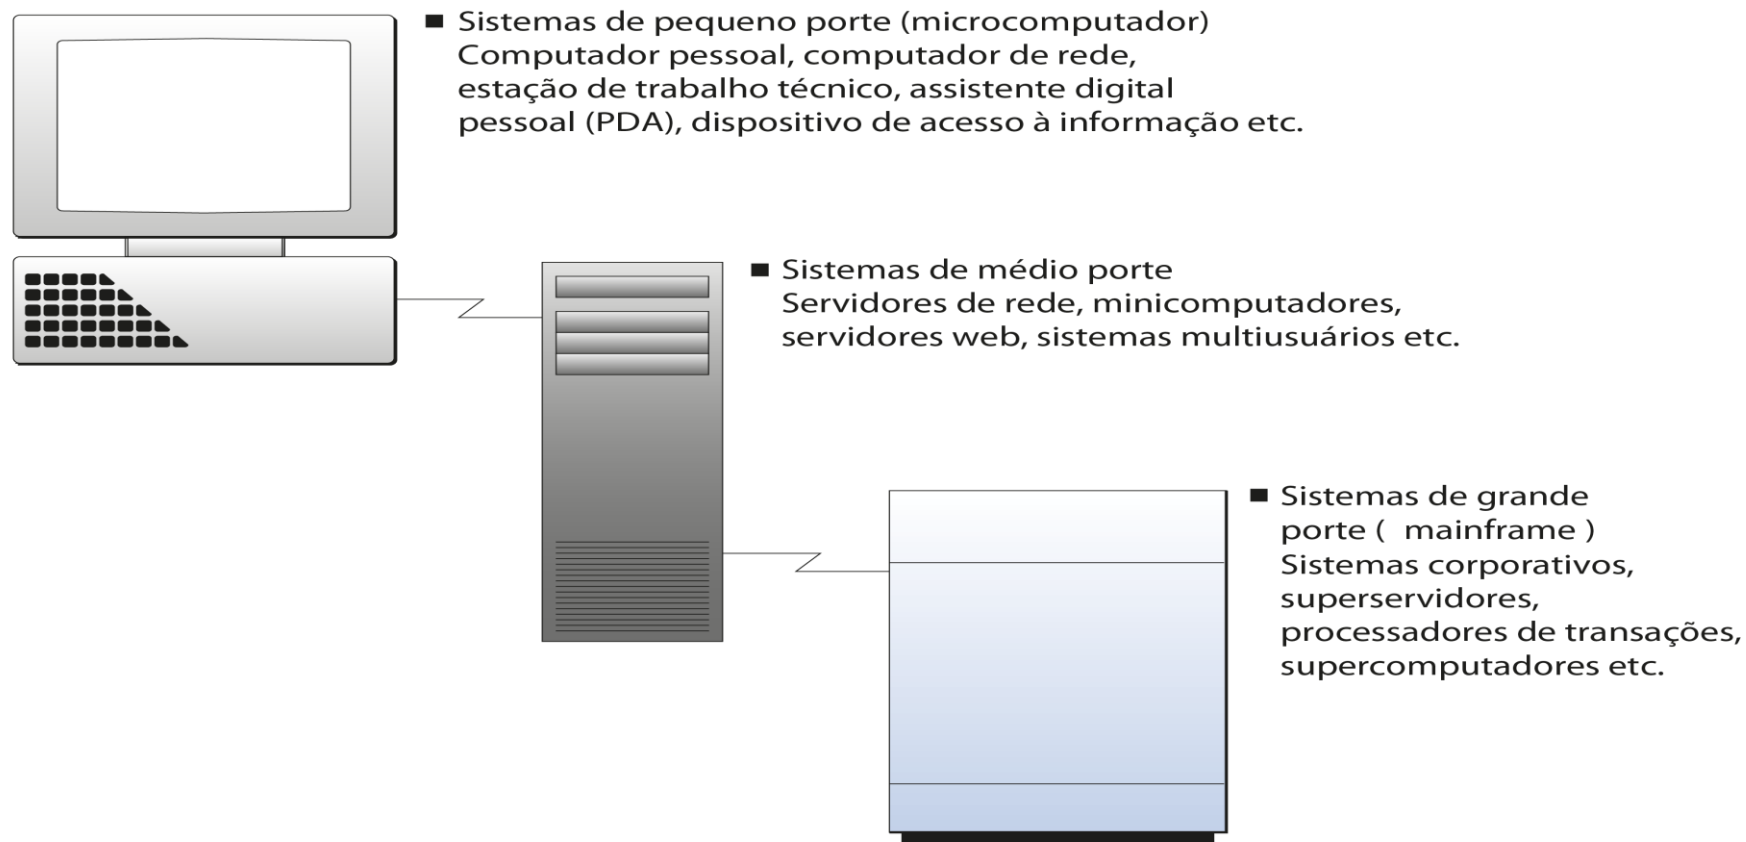 ■ Sistemas de pequeno porte (microcomputador)
Computador pessoal, computador de rede,
estação de trabalho técnico, assistente digital
pessoal (PDA), dispositivo de acesso à informação etc.
■ Sistemas de médio porte
Servidores de rede, minicomputadores,
servidores web, sistemas multiusuários etc.
■ Sistemas de grande
porte ( mainframe )
Sistemas corporativos,
superservidores,
processadores de transações,
supercomputadores etc.